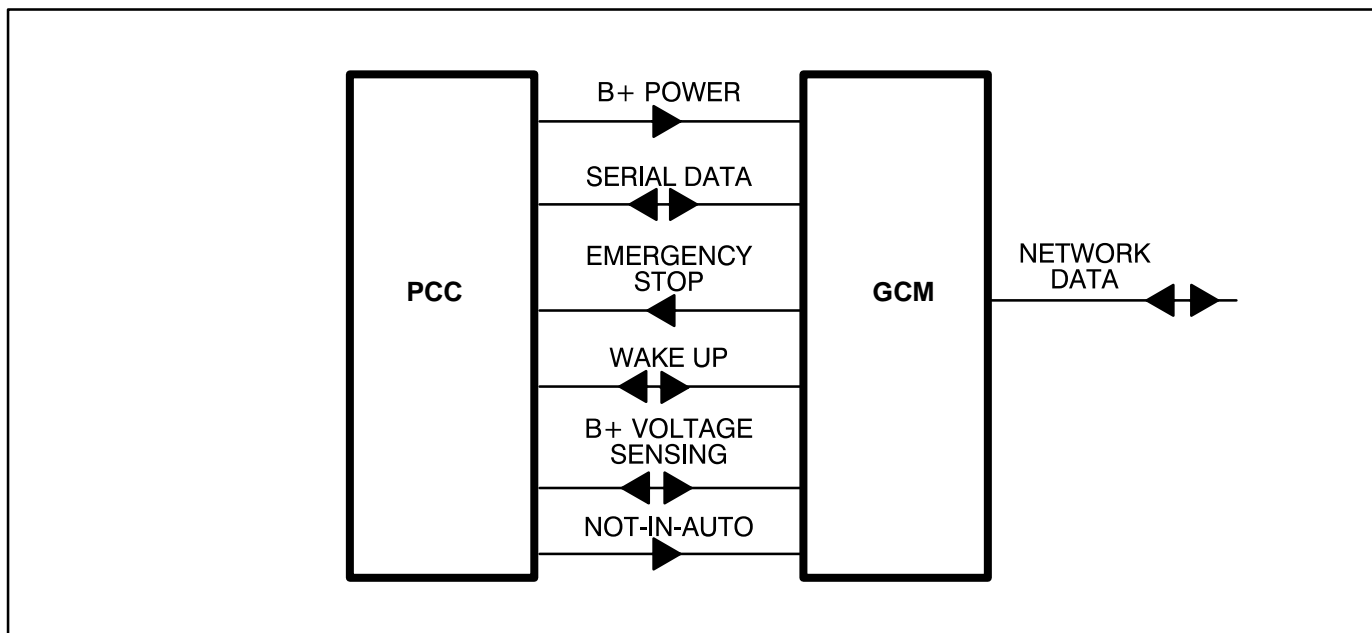 B+ POWER
SERIAL DATA
EMERGENCY
STOP
PCC
GCM
NETWORK
DATA
WAKE UP
B+ VOLTAGE
SENSING
NOT-IN-AUTO